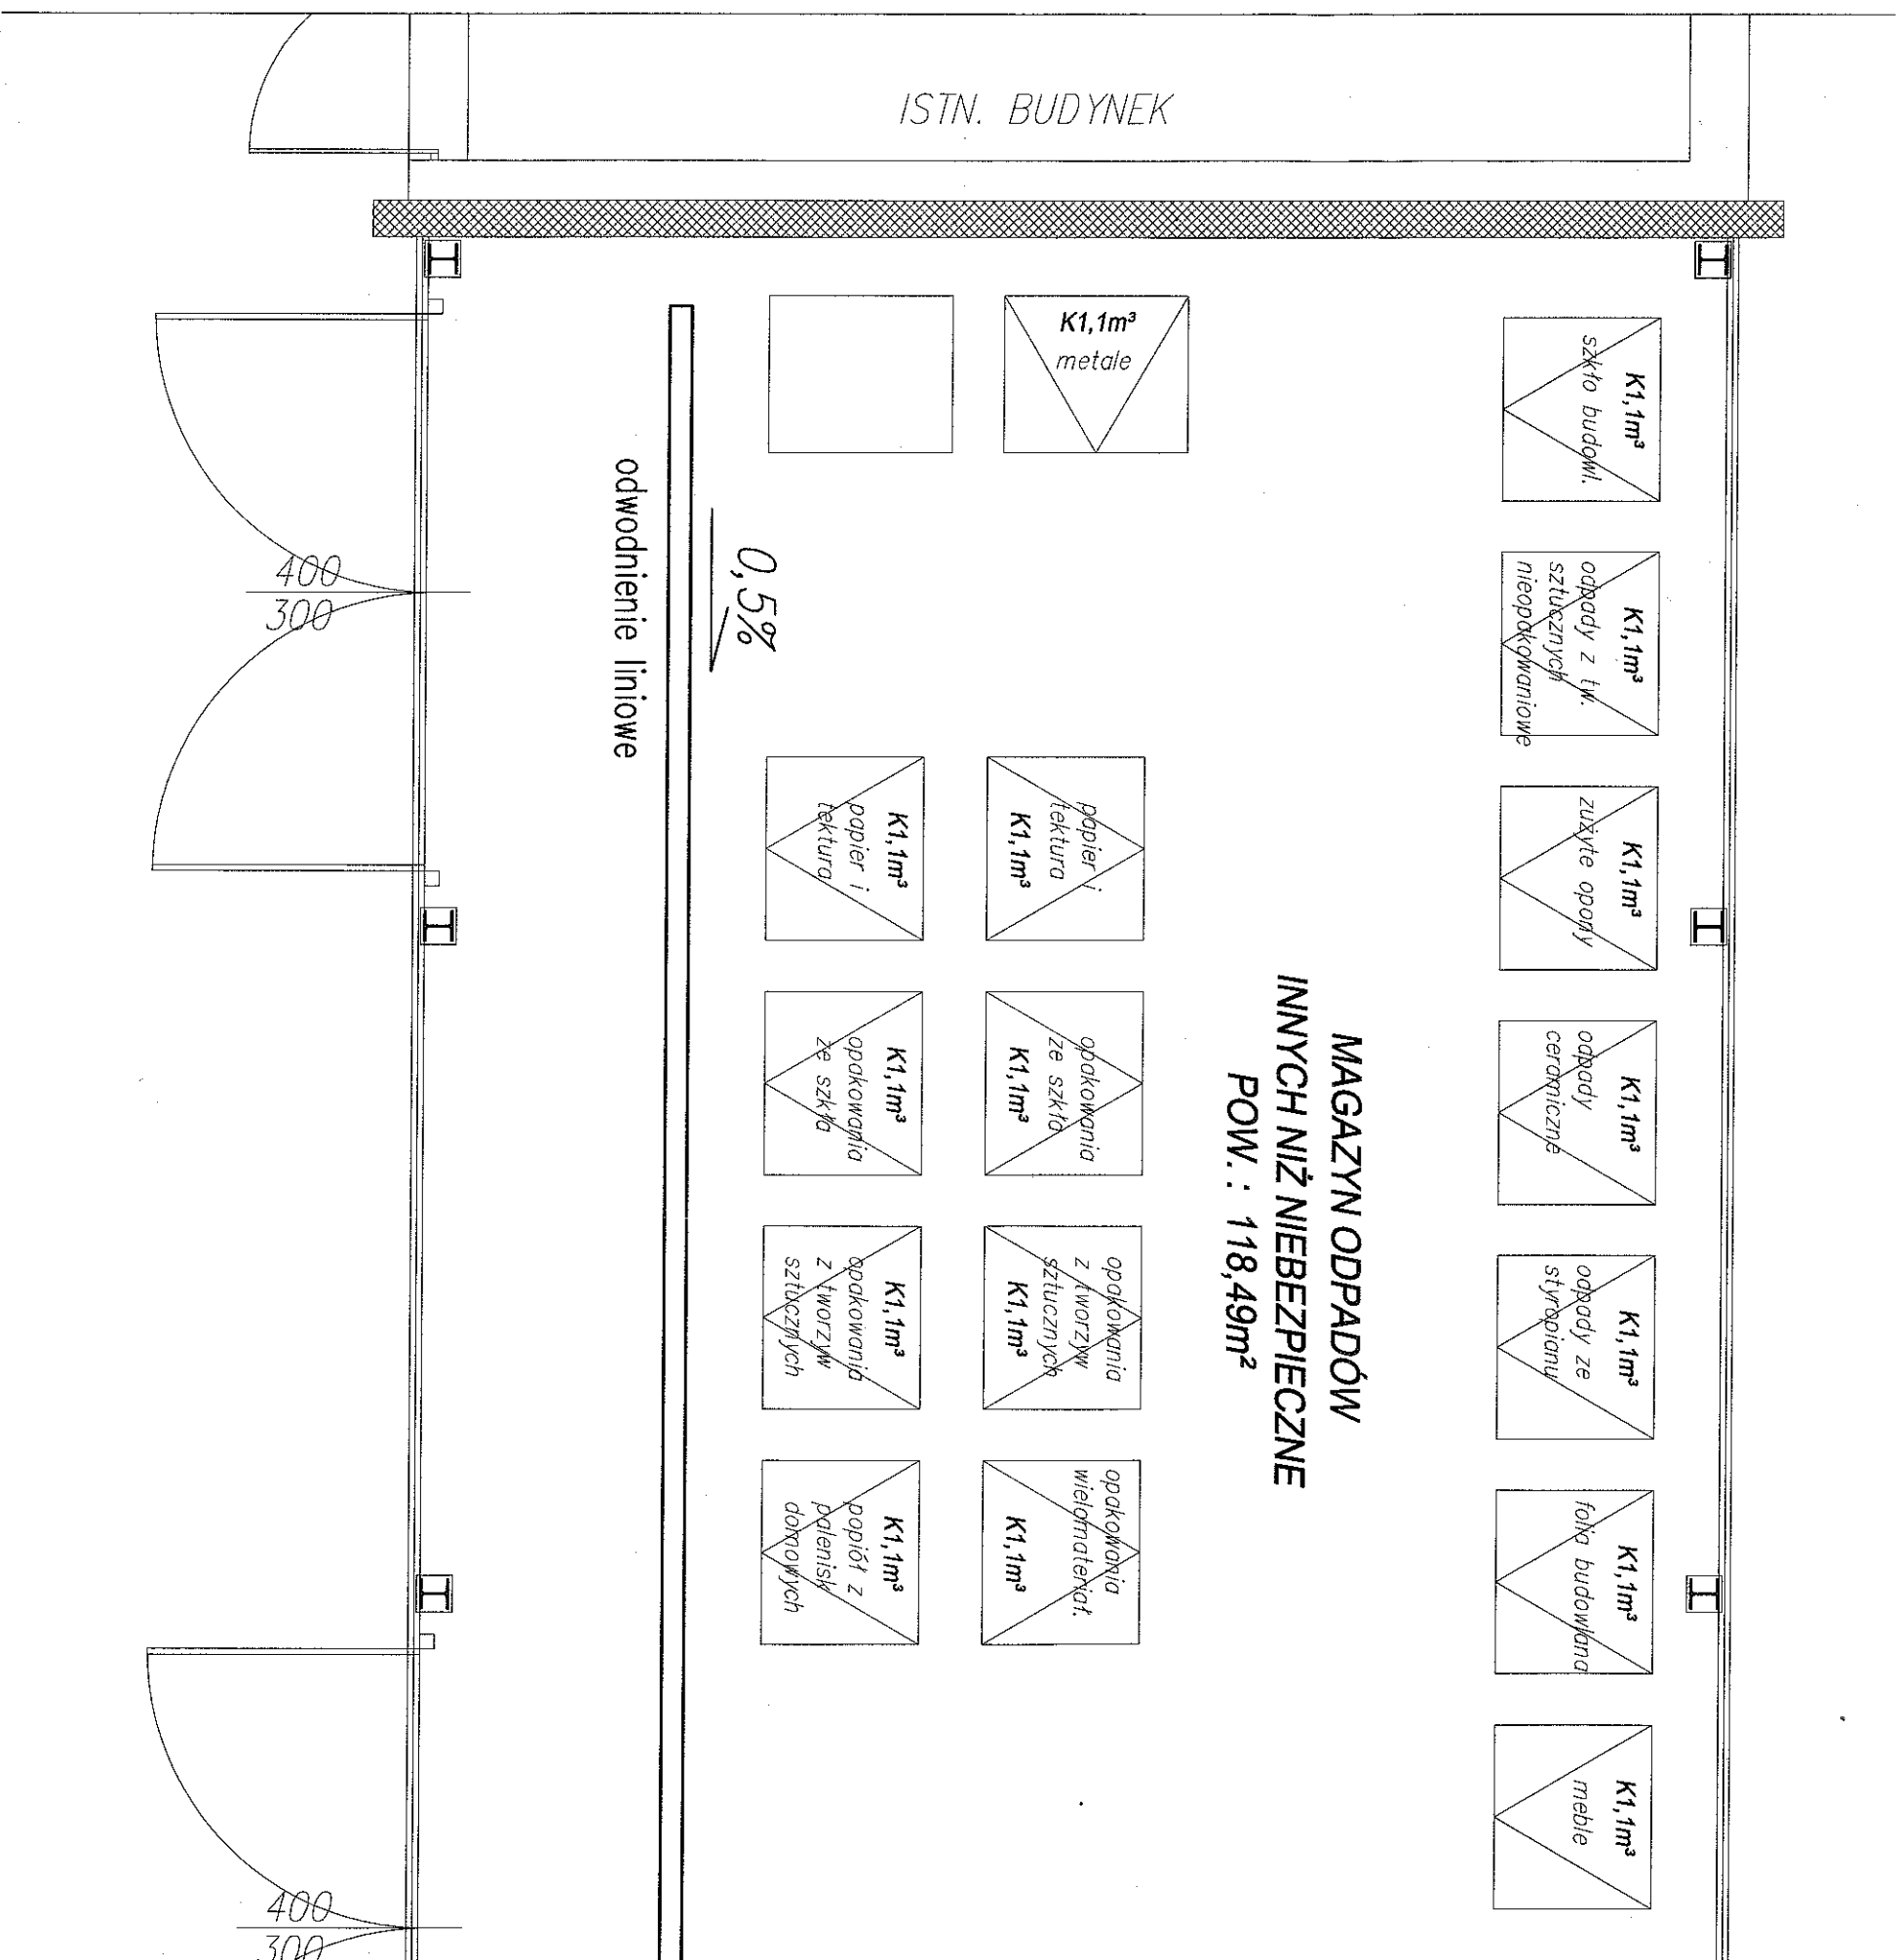 ISTN. BUDYNEK
K1,1m³
metale
K1,1m³
szkło budowl.
K1,1m³
odpady z tw.
sztucznych
nieopakowaniowe
K1,1m³
zużyte opony
K1,1m³
odpady
ceramiczne
K1,1m³
odpady ze
styropianu
K1,1m³
folia budowlana
K1,1m³
meble
MAGAZYN ODPADÓW
INNYCH NIŻ NIEBEZPIECZNE
POW.: 118,49m²
papier i
tektura
K1,1m³
opakowania
ze szkła
K1,1m³
opakowania
z tworzyw
sztucznych
K1,1m³
opakowania
wielomateriał.
K1,1m³
K1,1m³
papier i
tektura
K1,1m³
opakowania
ze szkła
K1,1m³
opakowania
z tworzyw
sztucznych
K1,1m³
popiół z
palenisk
domowych
0,5%
odwodnienie liniowe
400
300
400
300